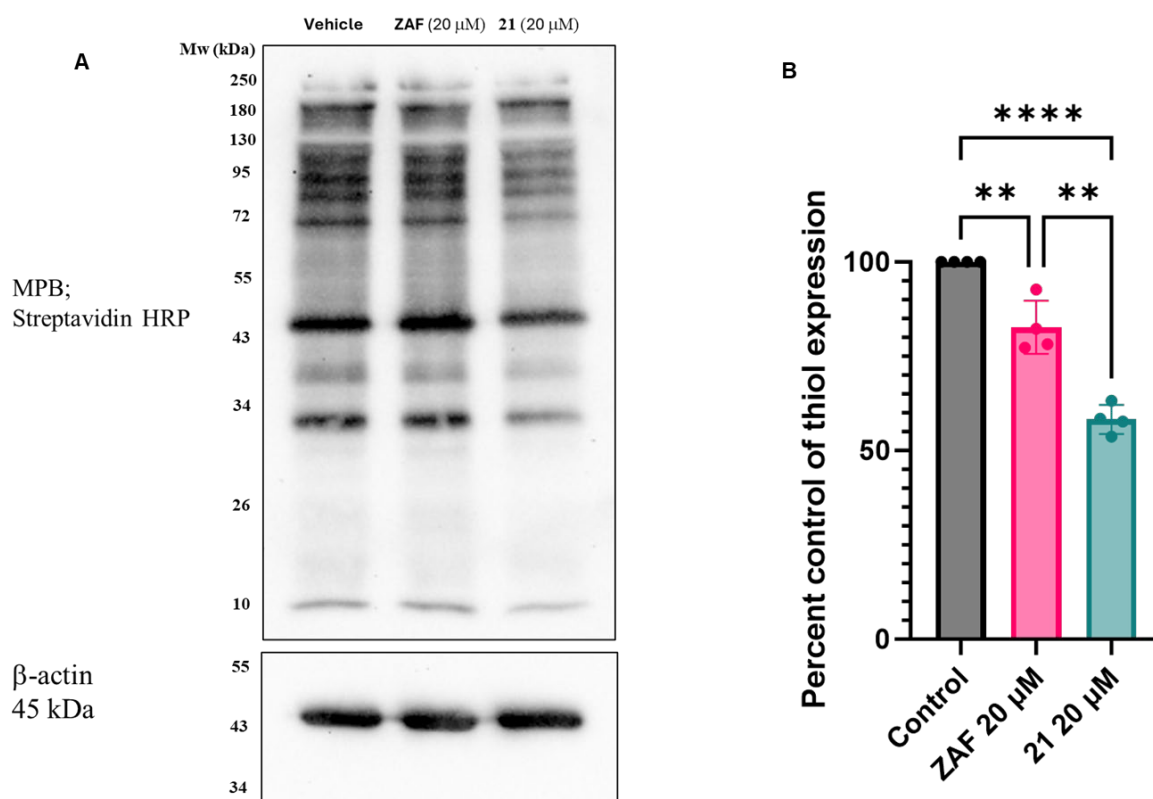 A
Vehicle ZAF (20 µM) 21 (20 µM)
Mw (kDa)
250
180
130
95
72
55
43
34
26
10
MPB;
Streptavidin HRP
β-actin
45 kDa
55
43
34
B
****
** **
Percent control of thiol expression
100
50
0
Control
ZAF 20 µM
21 20 µM